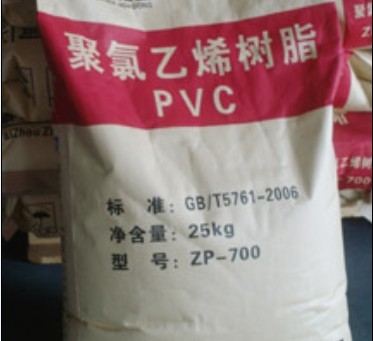 聚氯乙烯树脂
PVC
标 准: GB/T5761-2006
净含量: 25kg
型 号: ZP-700